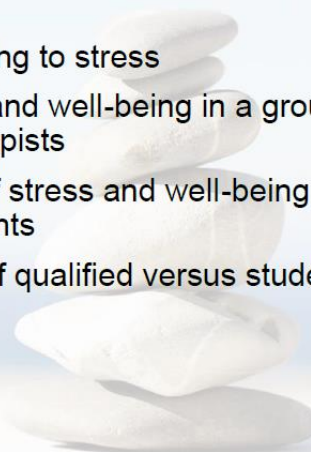 ng to stress
and well-being in a grou
pists
f stress and well-being
nts
f qualified versus stude